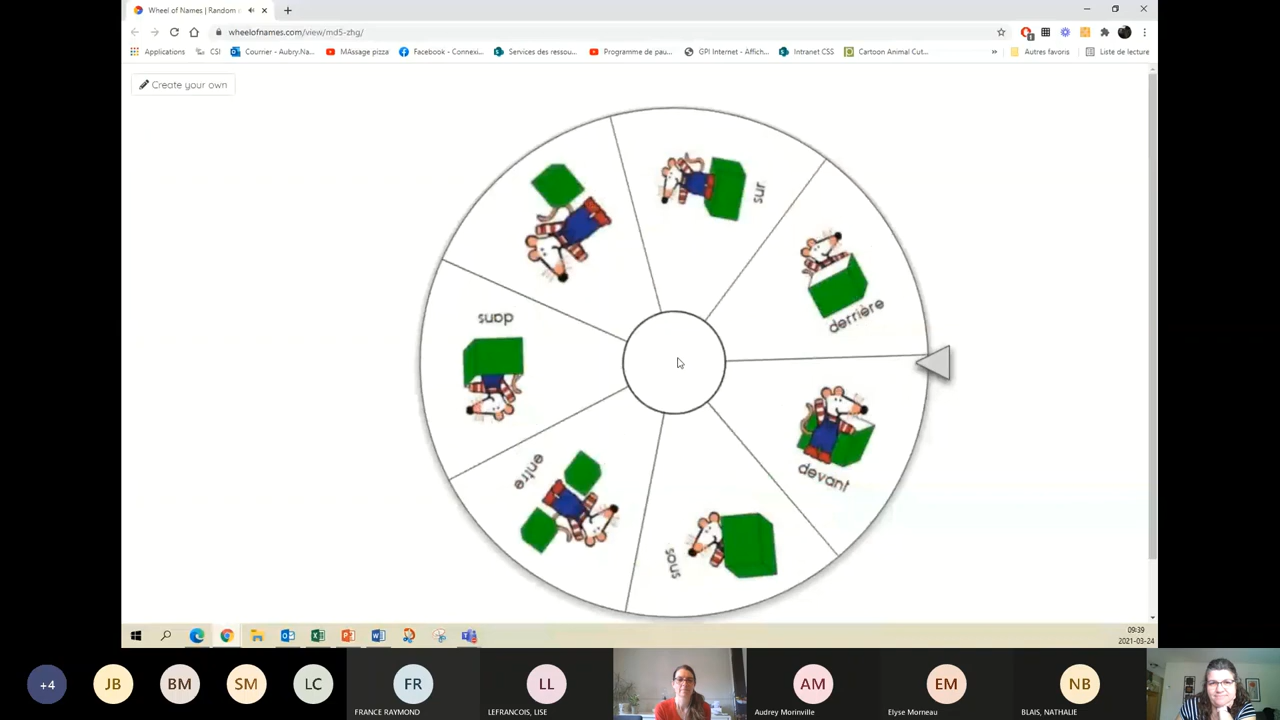 Wheel of Names | Random
wheelofnames.com/view/md5-zhg/
Applications CSI Courrier - Aubry,Na... MAssage pizza Facebook - Connexi... Services des ressou... Programme de pau... GPI Internet - Affich... Intranet CSS Cartoon Animal Cut... » Autres favoris Liste de lecture
Create your own
sur
derrière
dans
entre
devant
sous
09:39
2021-03-24
+4 JB BM SM LC FR LL AM EM NB
FRANCE RAYMOND LEFRANCOIS, LISE Audrey Morinville Elyse Morneau BLAIS, NATHALIE